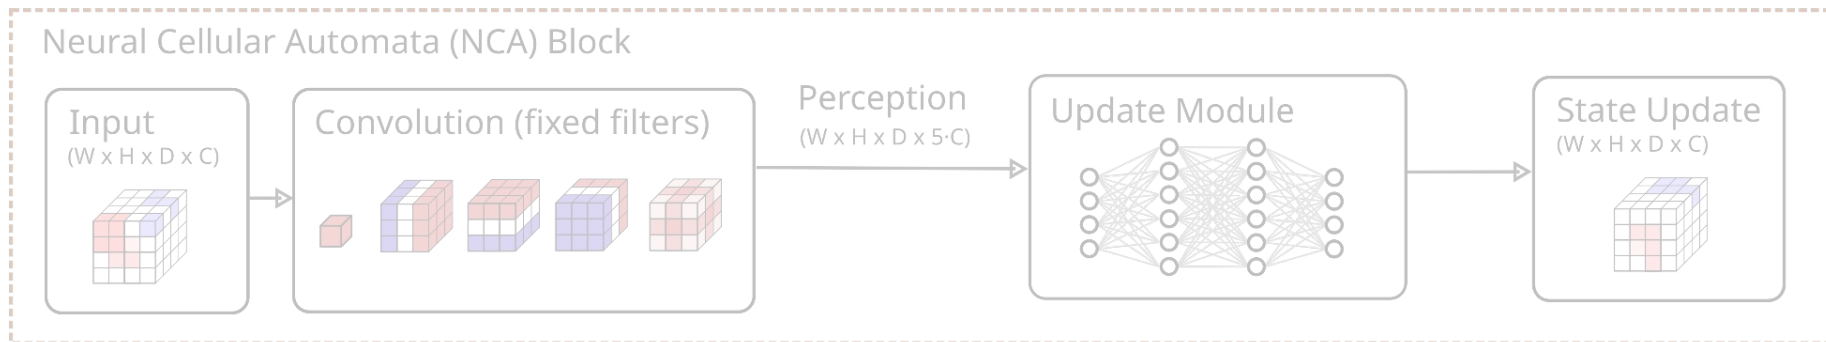 Neural Cellular Automata (NCA) Block
Input
(W x H x D x C)
Convolution (fixed filters)
Perception
(W x H x D x 5·C)
Update Module
State Update
(W x H x D x C)